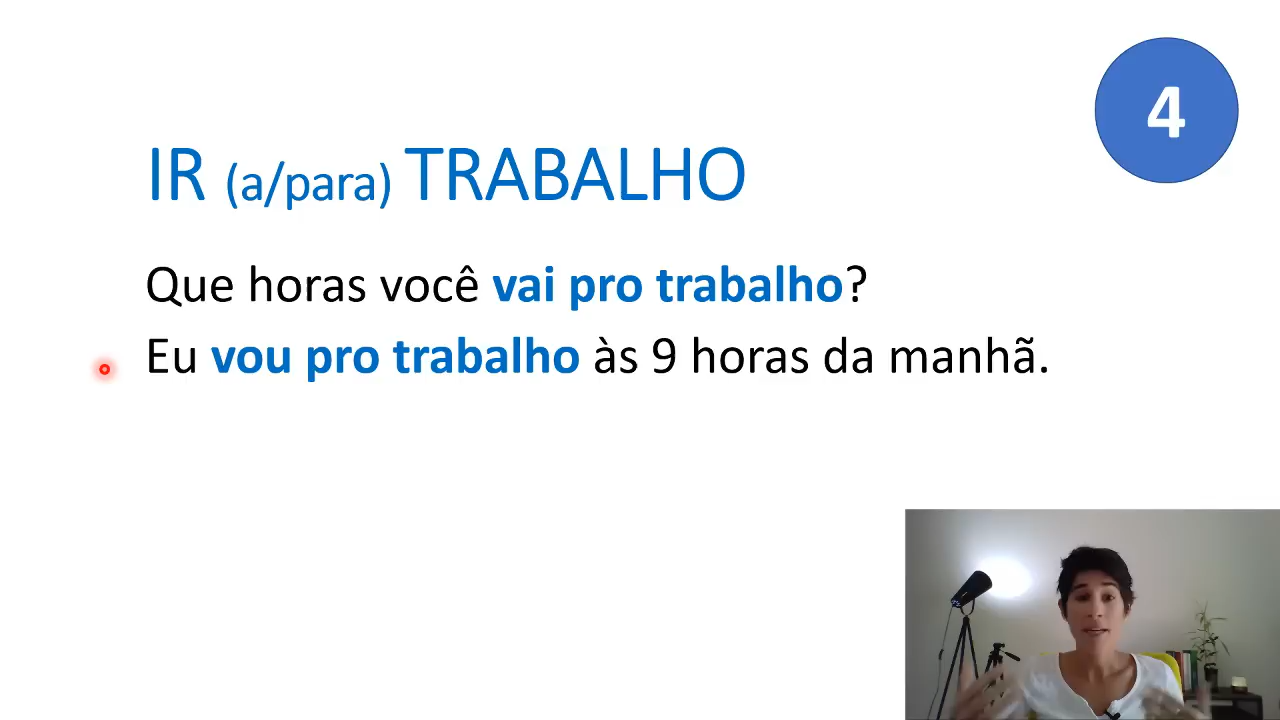 4
IR (a/para) TRABALHO
Que horas você vai pro trabalho?
Eu vou pro trabalho às 9 horas da manhã.